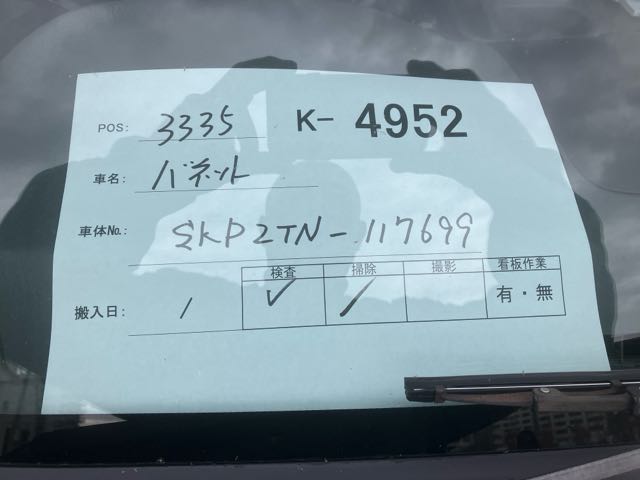 POS: 3335 K- 4952
車名: バネット
車体No.: SKP2TN-117699
検査 掃除 撮影 看板作業
搬入日: / ✓ / 有・無